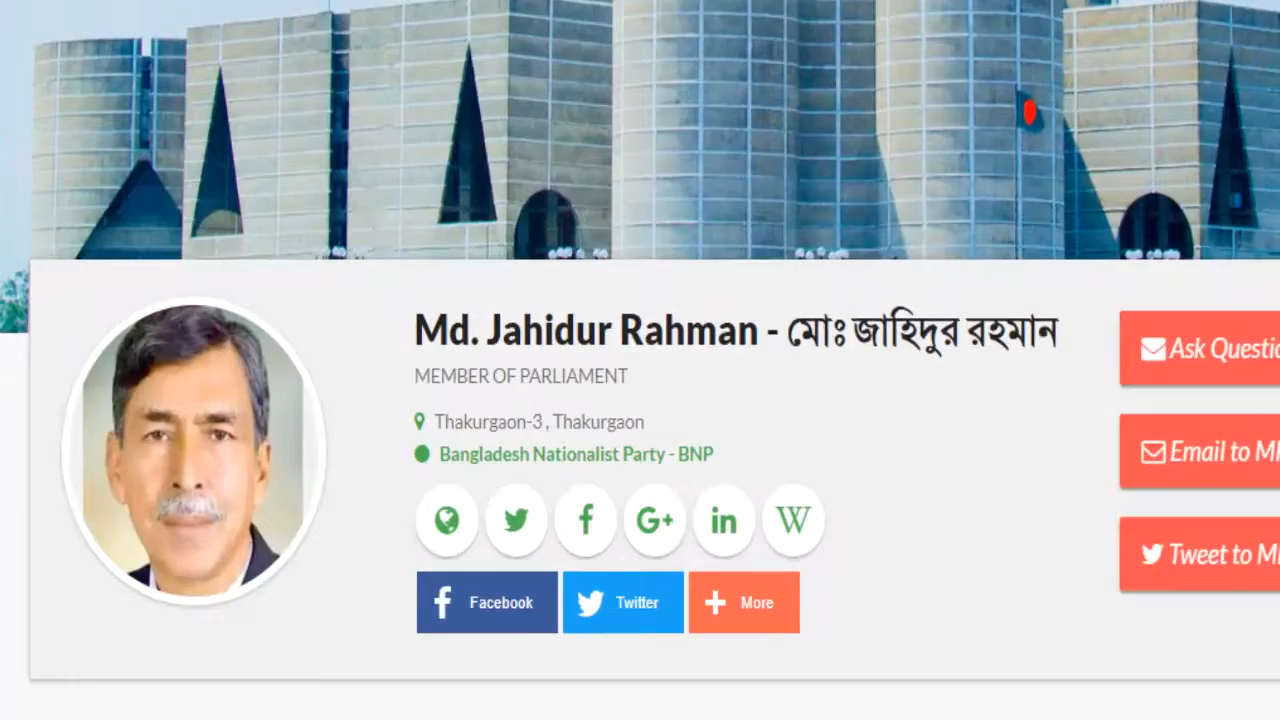 Md. Jahidur Rahman - মোঃ জাহিদুর রহমান
MEMBER OF PARLIAMENT
Thakurgaon-3 , Thakurgaon
Bangladesh Nationalist Party - BNP
Facebook
Twitter
More
Ask
Email to
Tweet to